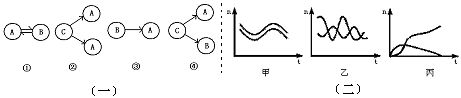 A B C A A B A C A B
① ② ③ ④
(一)
n n n
t t t
甲 乙 丙
(二)